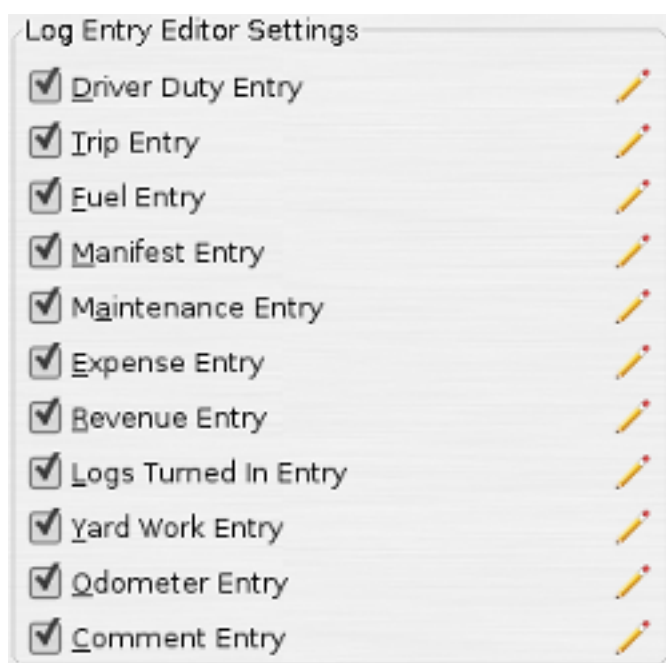 Log Entry Editor Settings
Driver Duty Entry
Trip Entry
Fuel Entry
Manifest Entry
Maintenance Entry
Expense Entry
Revenue Entry
Logs Turned In Entry
Yard Work Entry
Odometer Entry
Comment Entry